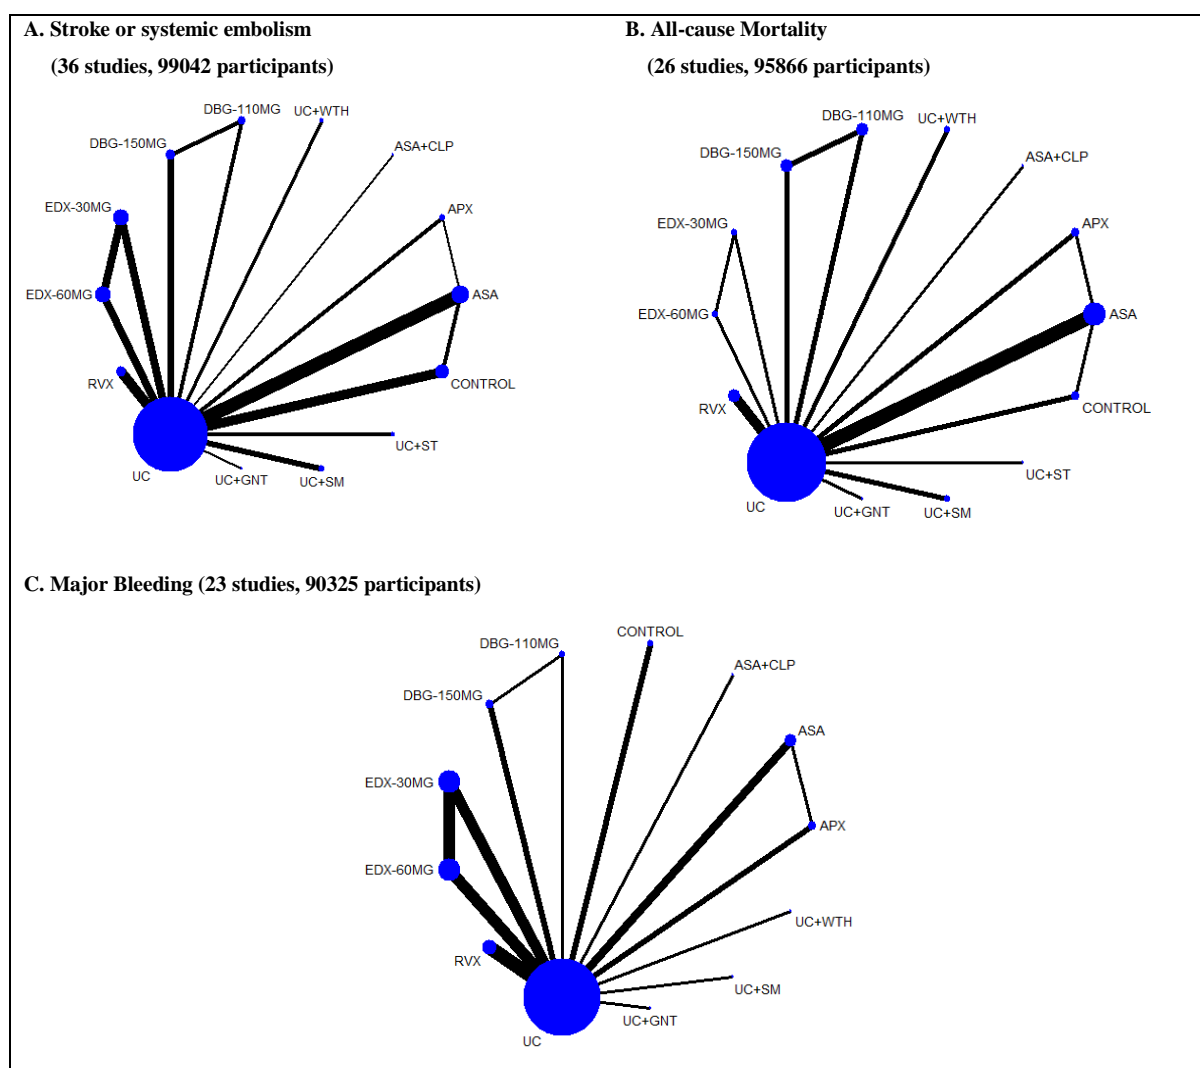 A. Stroke or systemic embolism
(36 studies, 99042 participants)
DBG-110MG
UC+WTH
DBG-150MG
ASA+CLP
EDX-30MG
APX
EDX-60MG
ASA
RVX
CONTROL
UC+ST
UC
UC+GNT
UC+SM
B. All-cause Mortality
(26 studies, 95866 participants)
DBG-110MG
UC+WTH
DBG-150MG
ASA+CLP
EDX-30MG
APX
EDX-60MG
ASA
RVX
CONTROL
UC+ST
UC
UC+GNT
UC+SM
C. Major Bleeding (23 studies, 90325 participants)
CONTROL
DBG-110MG
ASA+CLP
DBG-150MG
ASA
EDX-30MG
APX
EDX-60MG
UC+WTH
RVX
UC+SM
UC+GNT
UC